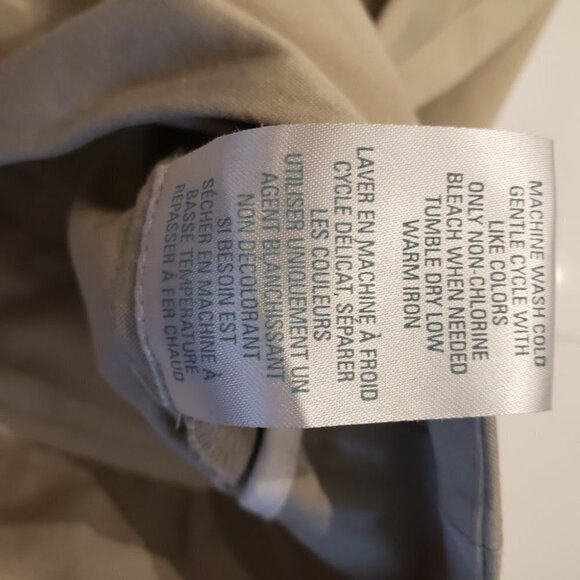 MACHINE WASH COLD
GENTLE CYCLE WITH
LIKE COLORS
ONLY NON-CHLORINE
BLEACH WHEN NEEDED
TUMBLE DRY LOW
WARM IRON
LAVER EN MACHINE À FROID
CYCLE DELICAT. SÉPARER
LES COULEURS
UTILISER UNIQUEMENT UN
AGENT BLANCHISSANT
NON DÉCOLORANT
SI BESOIN EST
SÉCHER EN MACHINE À
BASSE TEMPÉRATURE
REPASSER À FER CHAUD